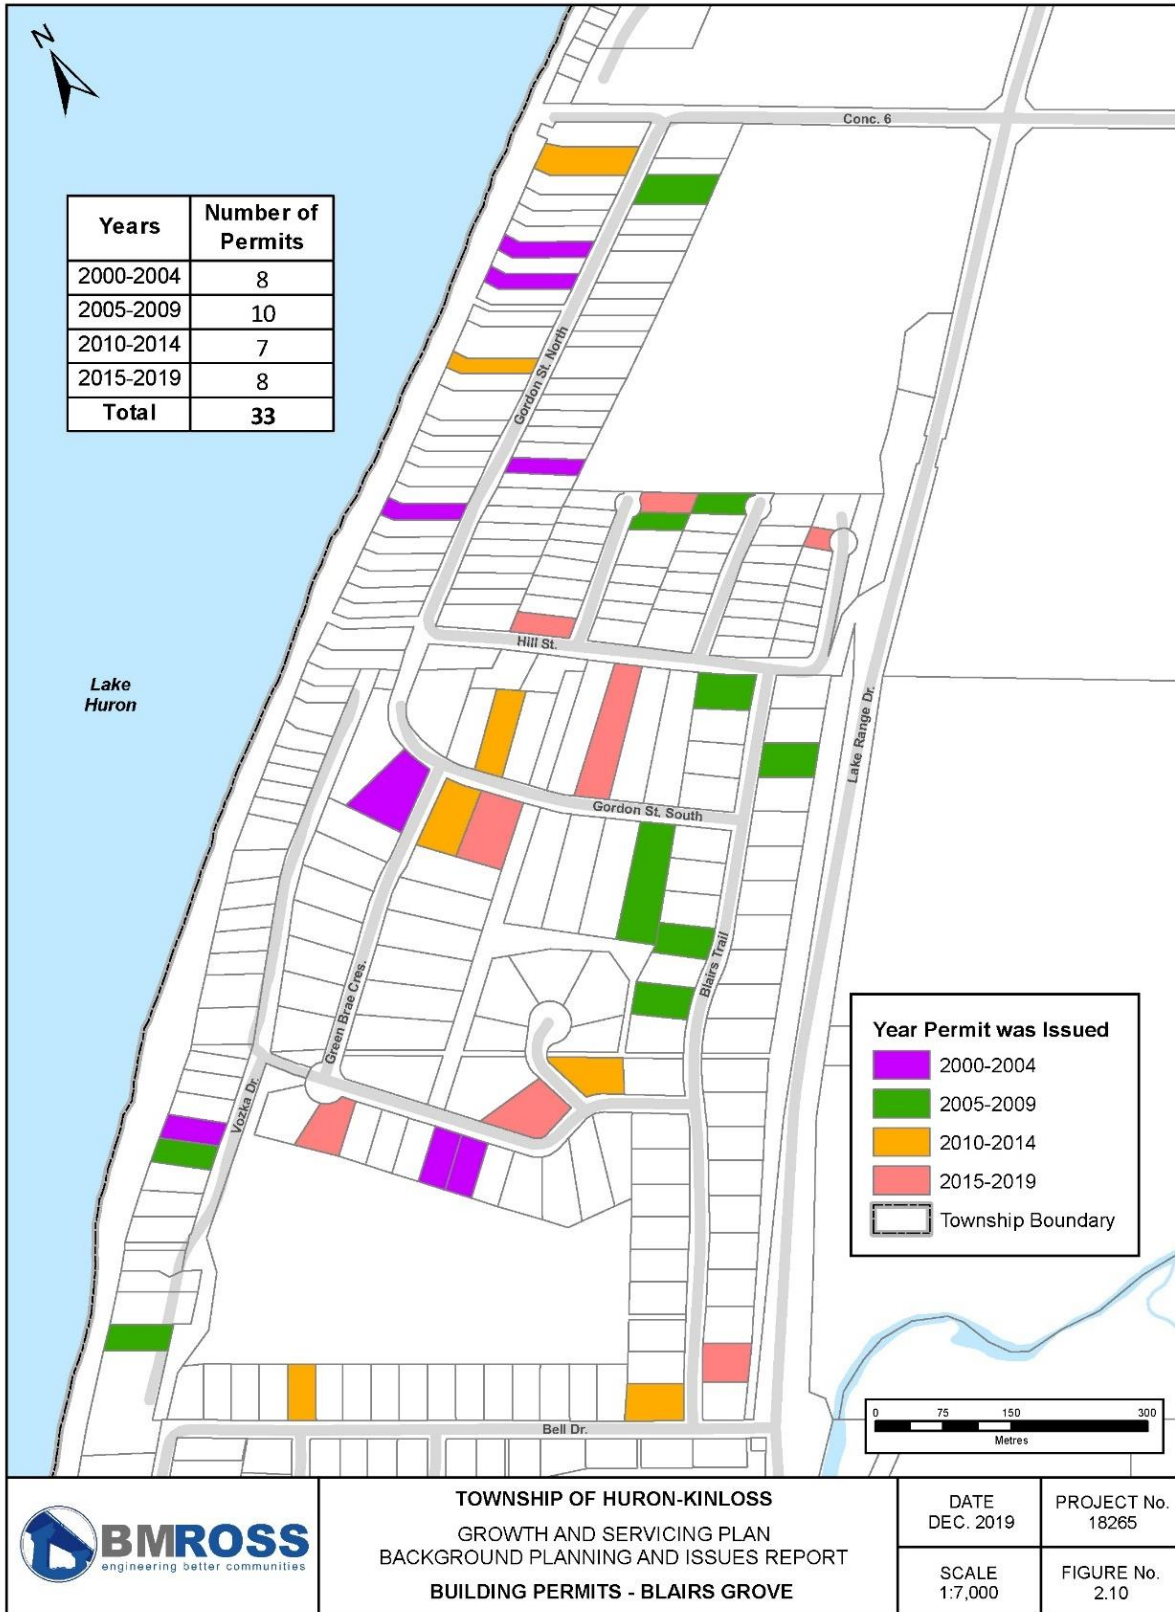 N
Conc. 6
Years
Number of
Permits
2000-2004
8
2005-2009
10
2010-2014
7
2015-2019
8
Total
33
Gordon St. North
Hill St.
Lake
Huron
Lake Range Dr.
Gordon St. South
Blairs Trail
Green Brae Cres.
Vozka Dr.
Year Permit was Issued
2000-2004
2005-2009
2010-2014
2015-2019
Township Boundary
0 75 150 300
Metres
Bell Dr.
BMROSS
engineering better communities
TOWNSHIP OF HURON-KINLOSS
GROWTH AND SERVICING PLAN
BACKGROUND PLANNING AND ISSUES REPORT
BUILDING PERMITS - BLAIRS GROVE
DATE
DEC. 2019
PROJECT No.
18265
SCALE
1:7,000
FIGURE No.
2.10